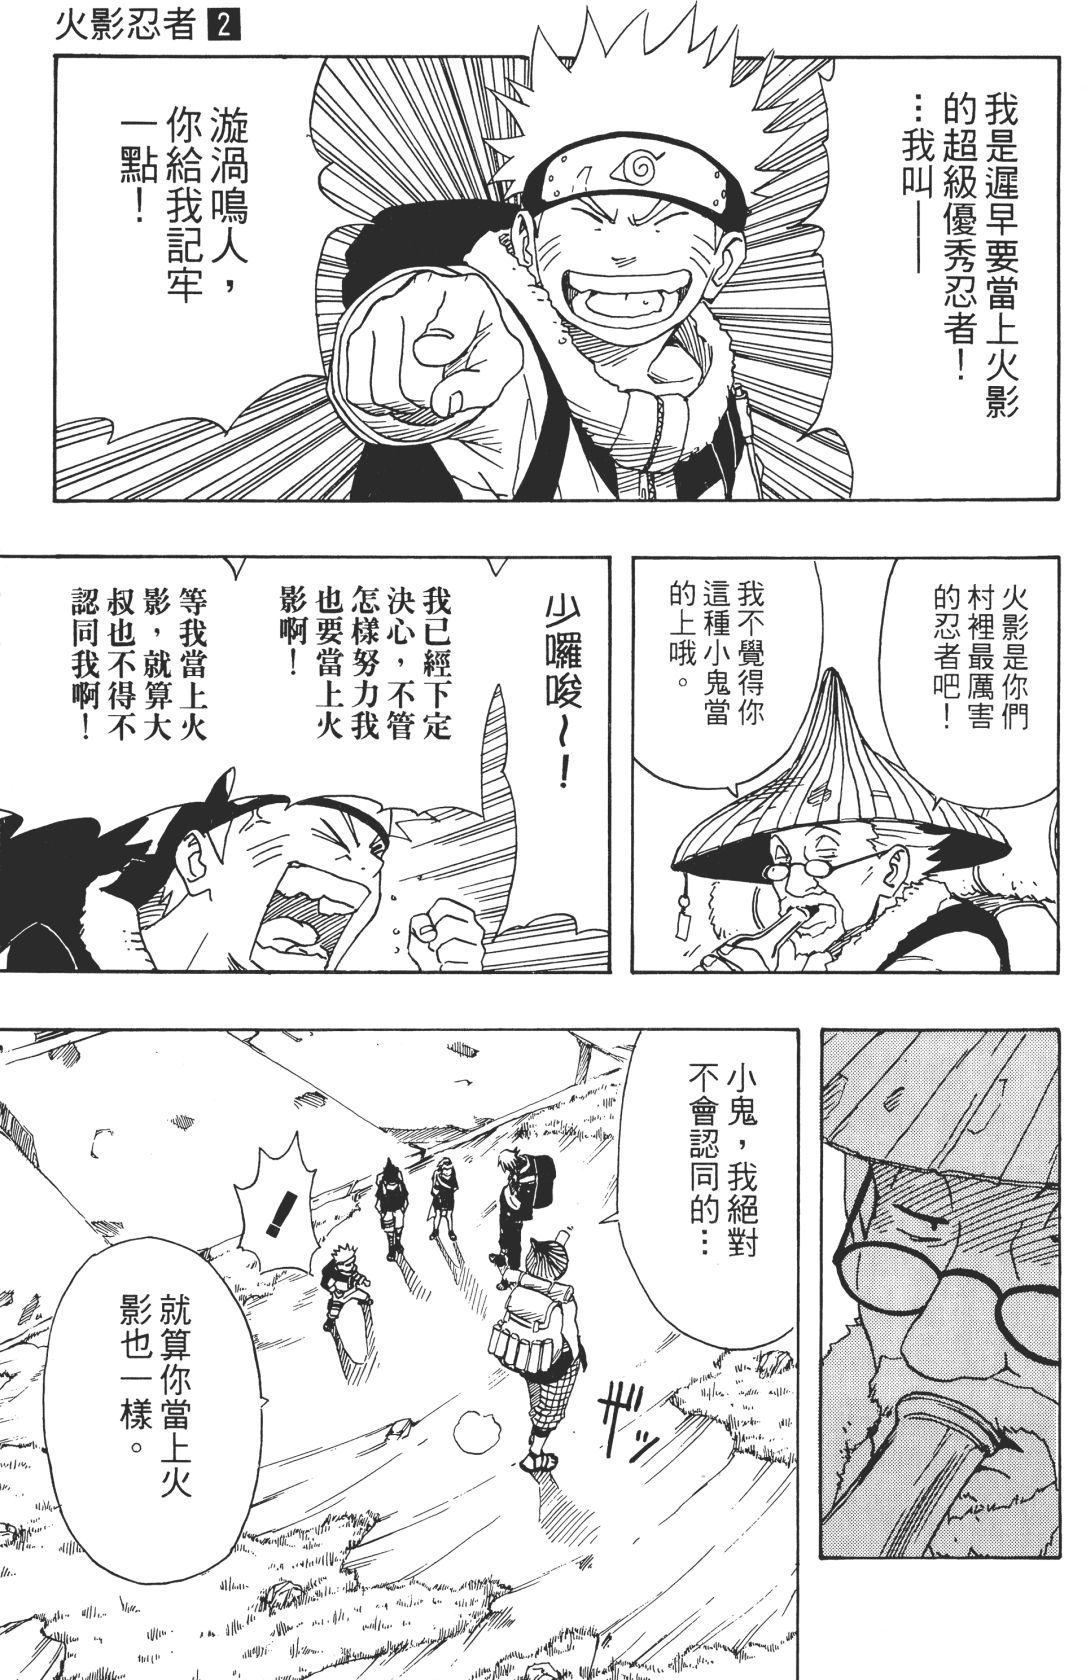 火影忍者 2
我是遲早要當上火影
的超級優秀忍者！
…我叫——
漩渦鳴人，
你給我記牢
一點！
火影是你們
村裡最厲害
的忍者吧！
我不覺得你
這種小鬼當
的上哦。
少囉唆～！
我已經下定
決心，不管
怎樣努力我
也要當上火
影啊！
等我當上火
影，就算大
叔也不得不
認同我啊！
小鬼，我絕對
不會認同的…
！
就算你當上火
影也一樣。
ザッ